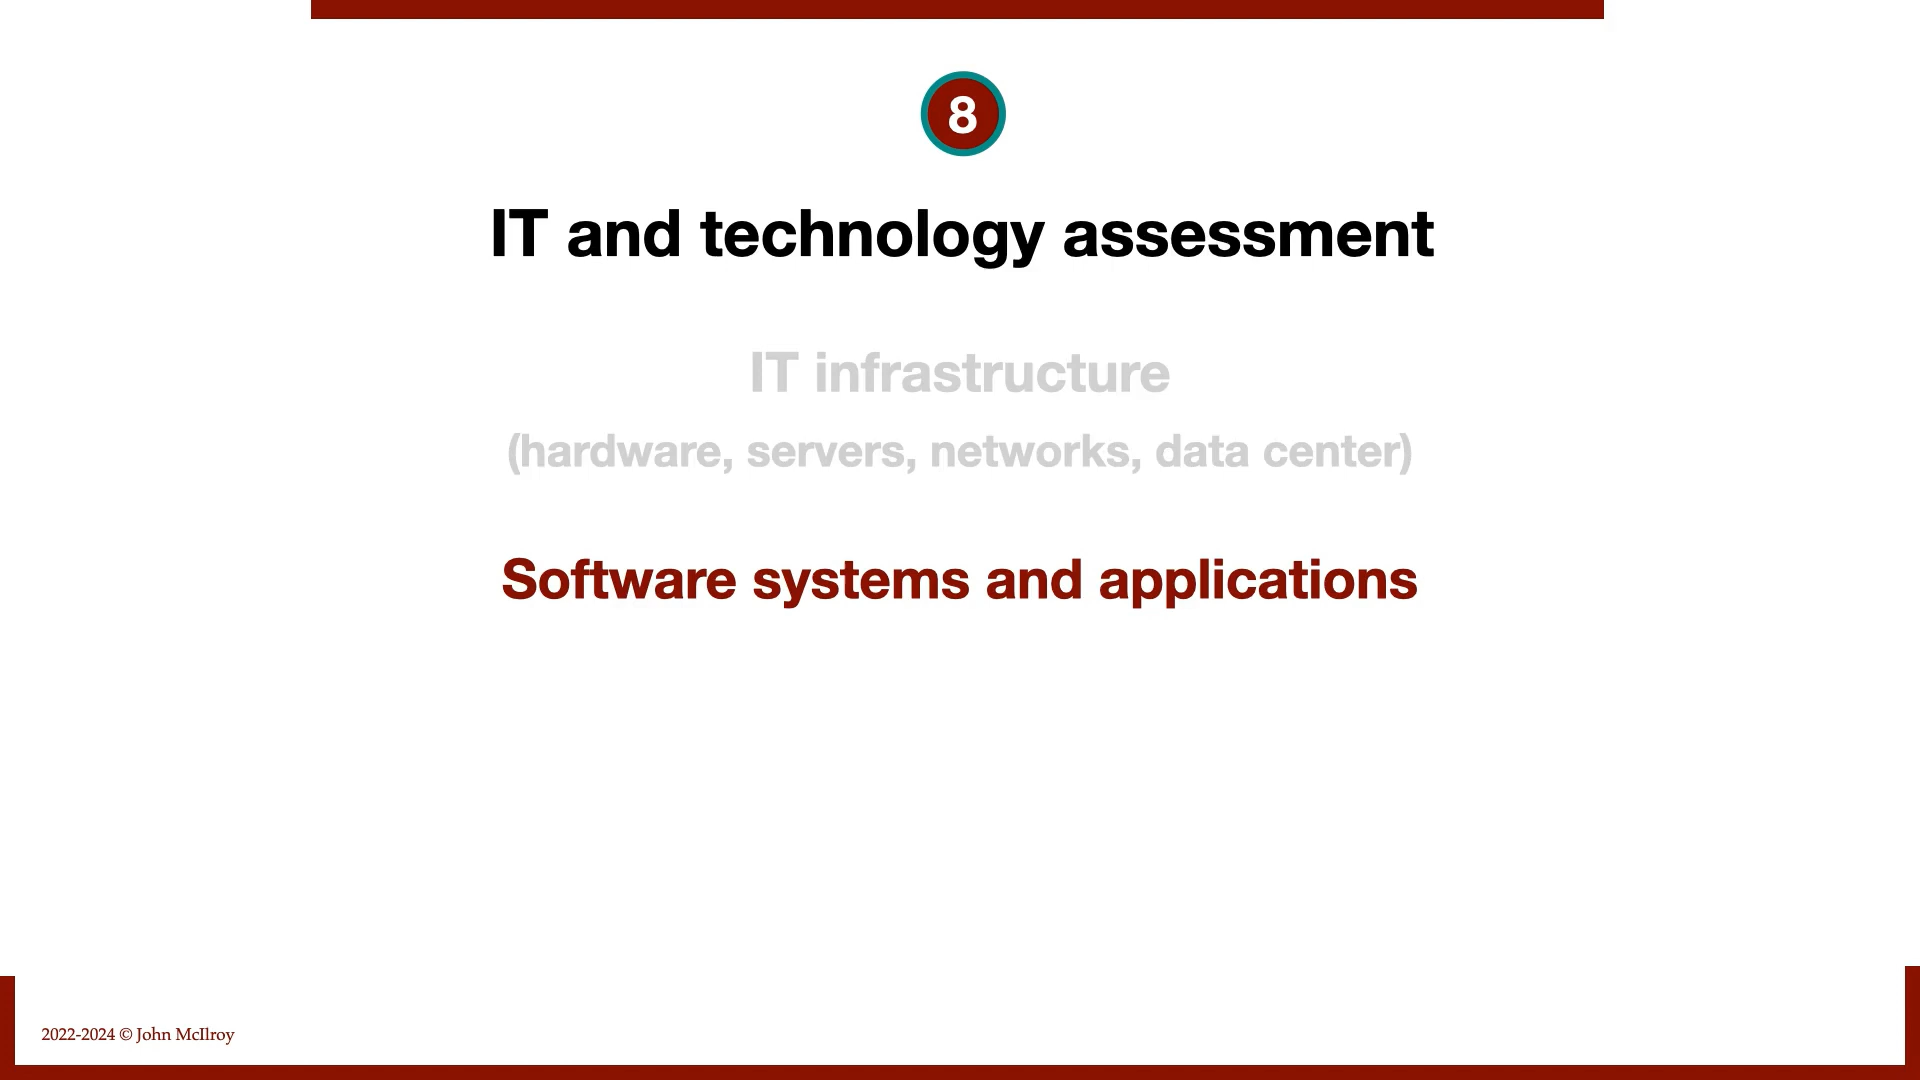 8
IT and technology assessment
IT infrastructure
(hardware, servers, networks, data center)
Software systems and applications
2022-2024 © John McIlroy